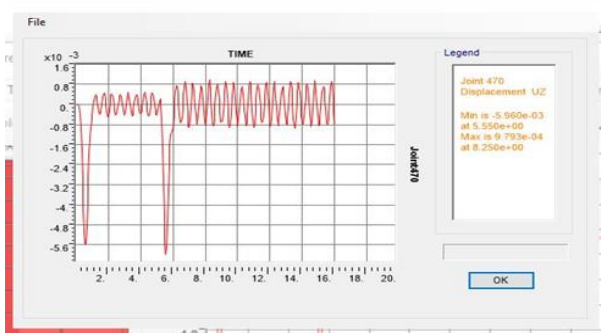 File
TIME
x10 -3
1.6
0.8
0.
-0.8
-1.6
-2.4
-3.2
-4.
-4.8
-5.6
2. 4. 6. 8. 10. 12. 14. 16. 18. 20.
Joint470
Legend
Joint 470
Displacement UZ
Min is -5.960e-03
at 5.550e+00
Max is 9.793e-04
at 8.250e+00
OK